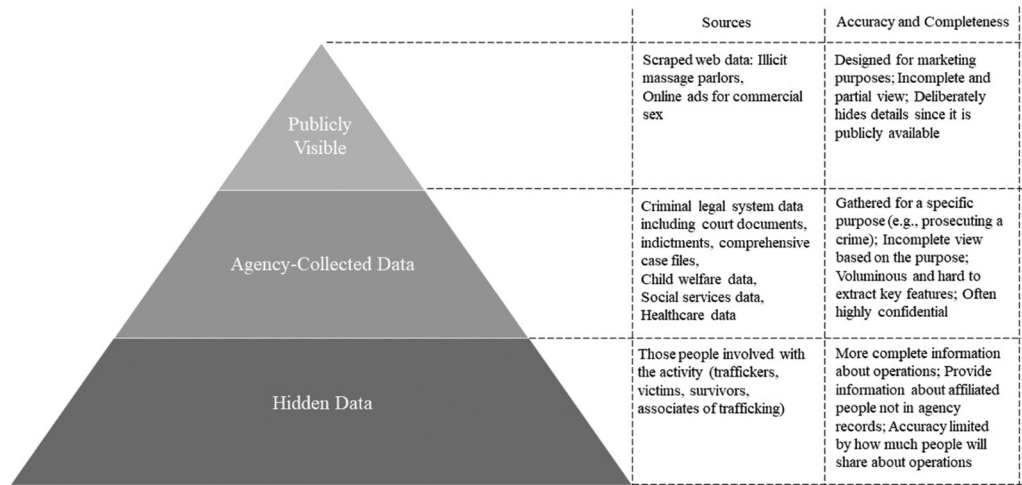 Sources
Accuracy and Completeness
Publicly
Visible
Scraped web data: Illicit
massage parlors,
Online ads for commercial
sex
Designed for marketing
purposes; Incomplete and
partial view; Deliberately
hides details since it is
publicly available
Agency-Collected Data
Criminal legal system data
including court documents,
indictments, comprehensive
case files,
Child welfare data,
Social services data,
Healthcare data
Gathered for a specific
purpose (e.g., prosecuting a
crime); Incomplete view
based on the purpose;
Voluminous and hard to
extract key features; Often
highly confidential
Hidden Data
Those people involved with
the activity (traffickers,
victims, survivors,
associates of trafficking)
More complete information
about operations; Provide
information about affiliated
people not in agency
records; Accuracy limited
by how much people will
share about operations